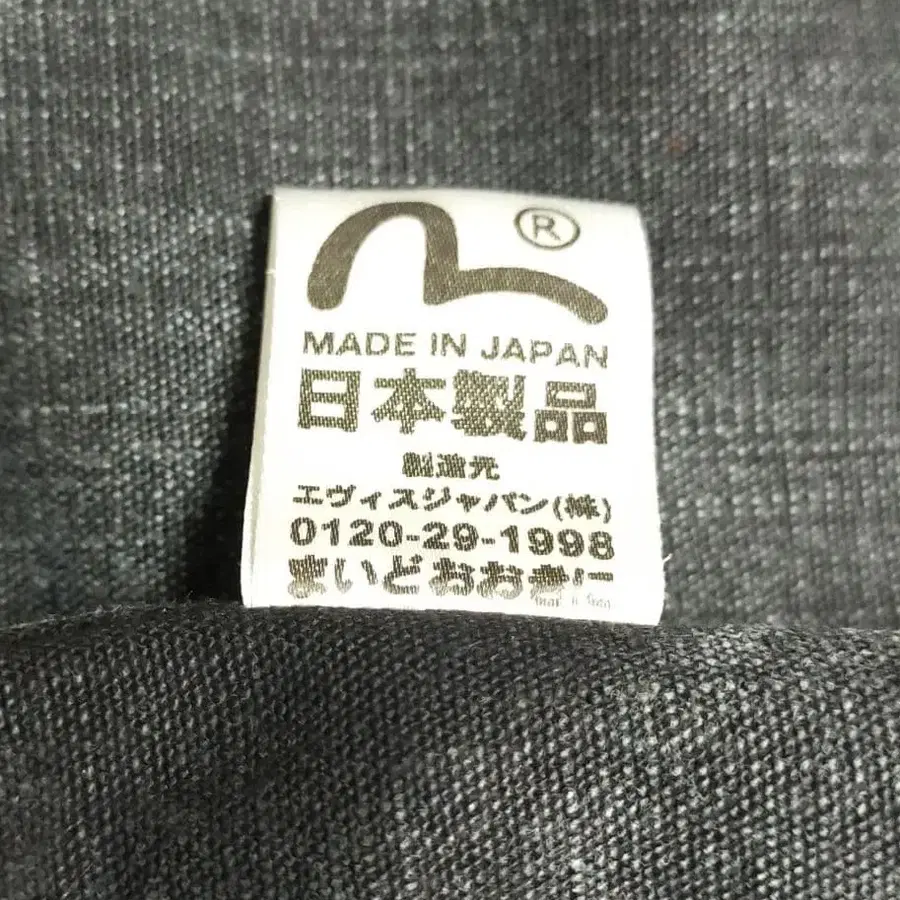 ®
MADE IN JAPAN
日本製品
製造元
エヴィスジャパン(株)
0120-29-1998
まいどおおきに